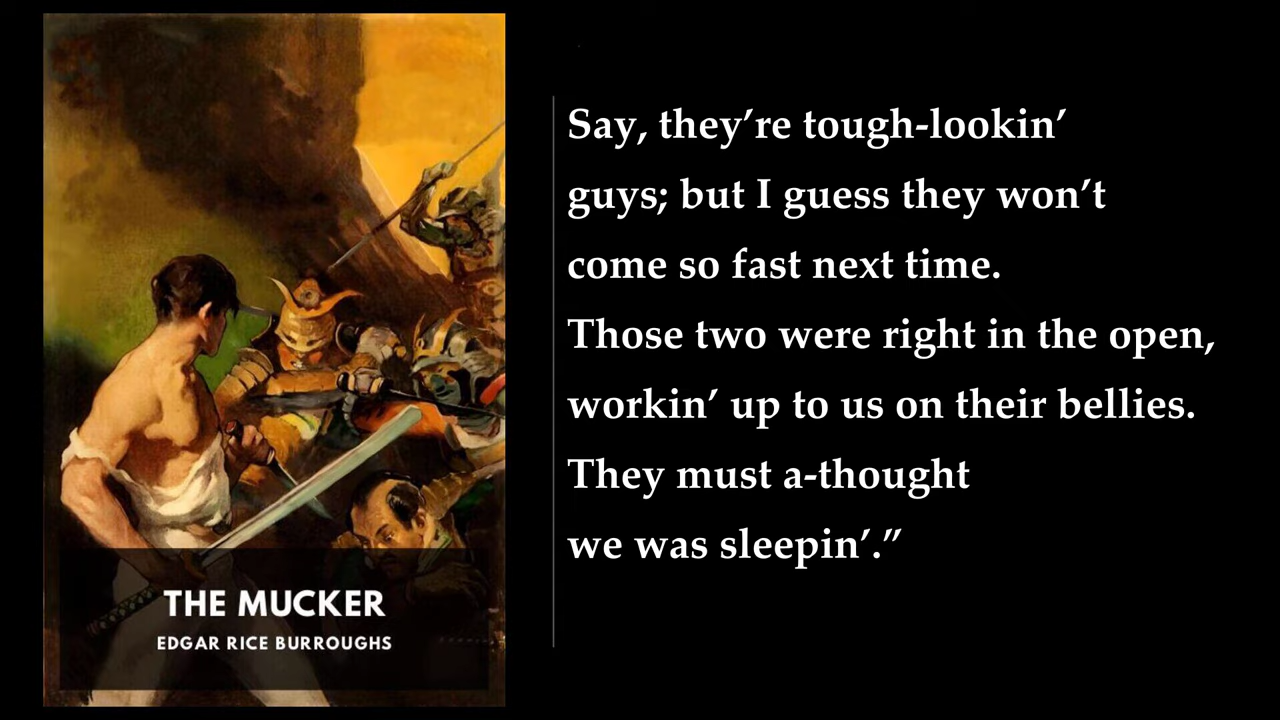 Say, they’re tough-lookin’
guys; but I guess they won’t
come so fast next time.
Those two were right in the open,
workin’ up to us on their bellies.
They must a-thought
we was sleepin’.”
THE MUCKER
EDGAR RICE BURROUGHS